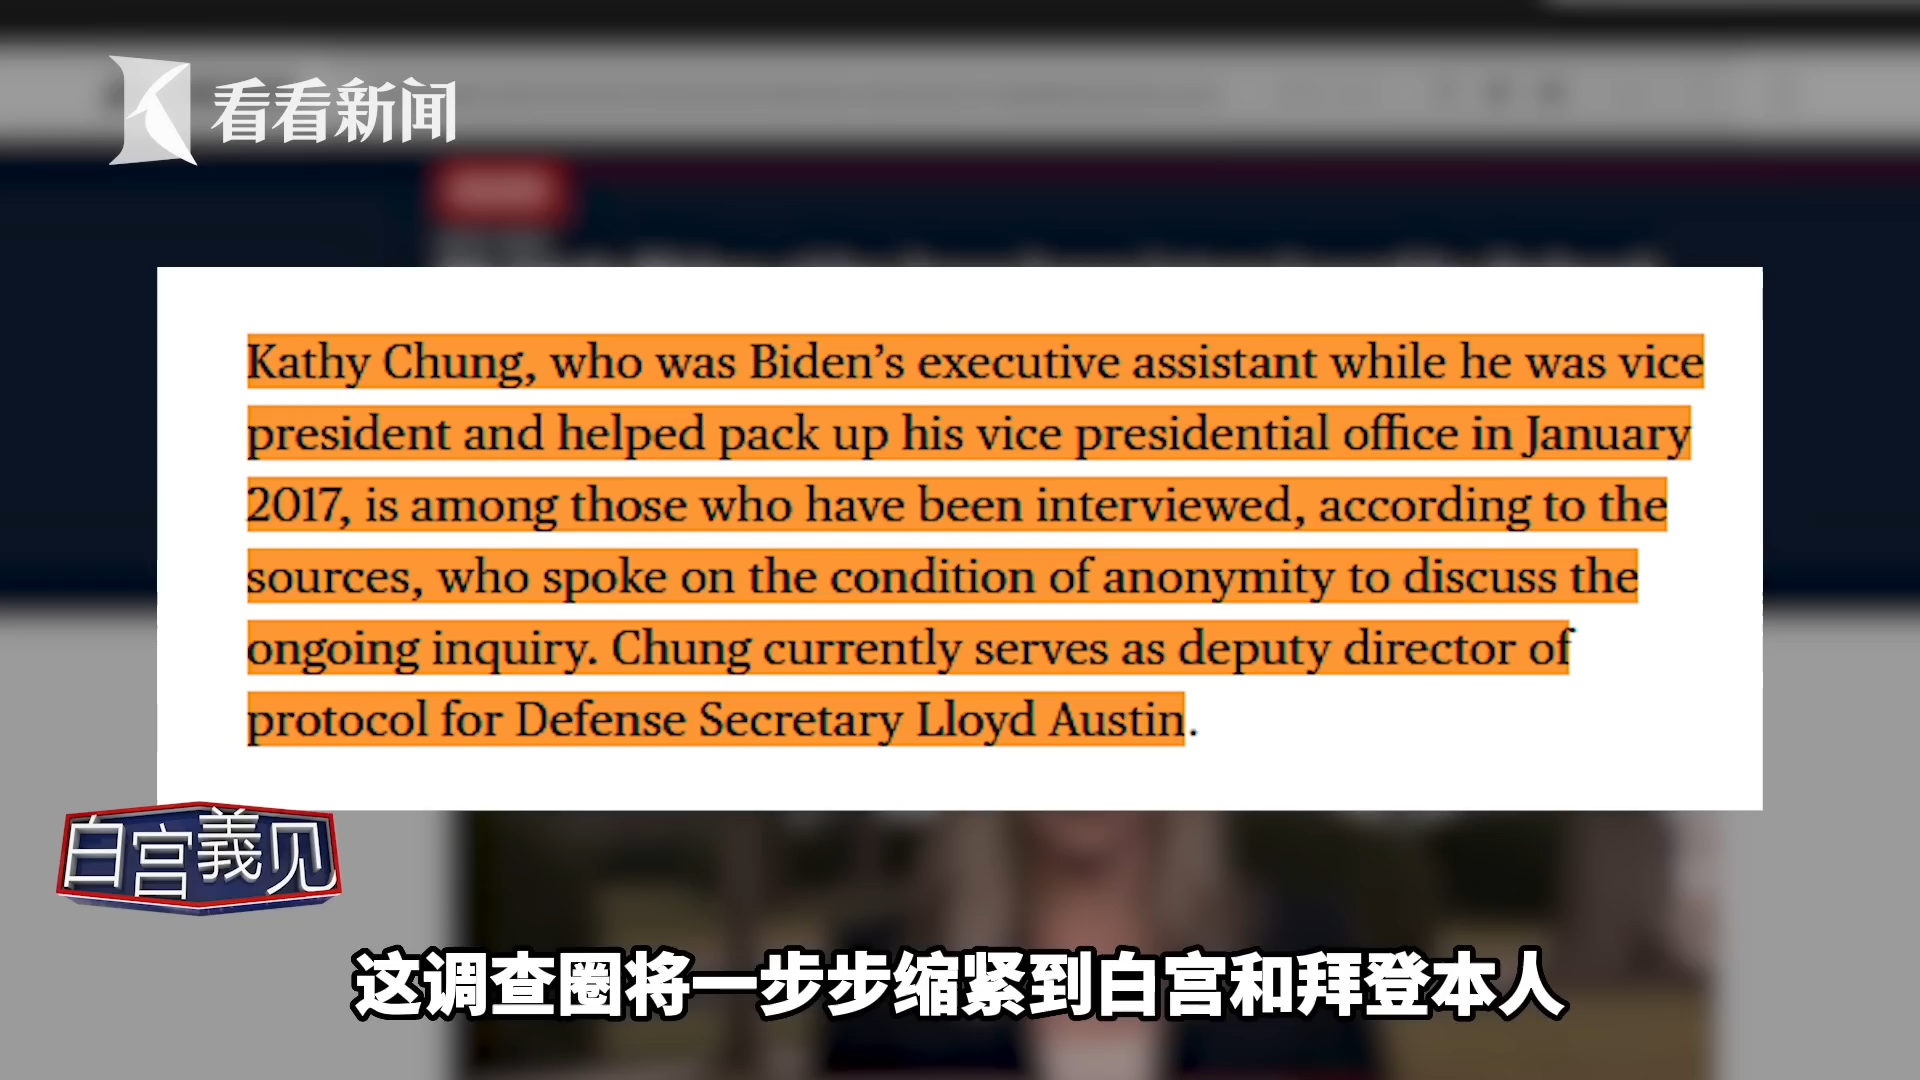 看看新闻
Kathy Chung, who was Biden’s executive assistant while he was vice
president and helped pack up his vice presidential office in January
2017, is among those who have been interviewed, according to the
sources, who spoke on the condition of anonymity to discuss the
ongoing inquiry. Chung currently serves as deputy director of
protocol for Defense Secretary Lloyd Austin.
白宫義见
这调查圈将一步步缩紧到白宫和拜登本人